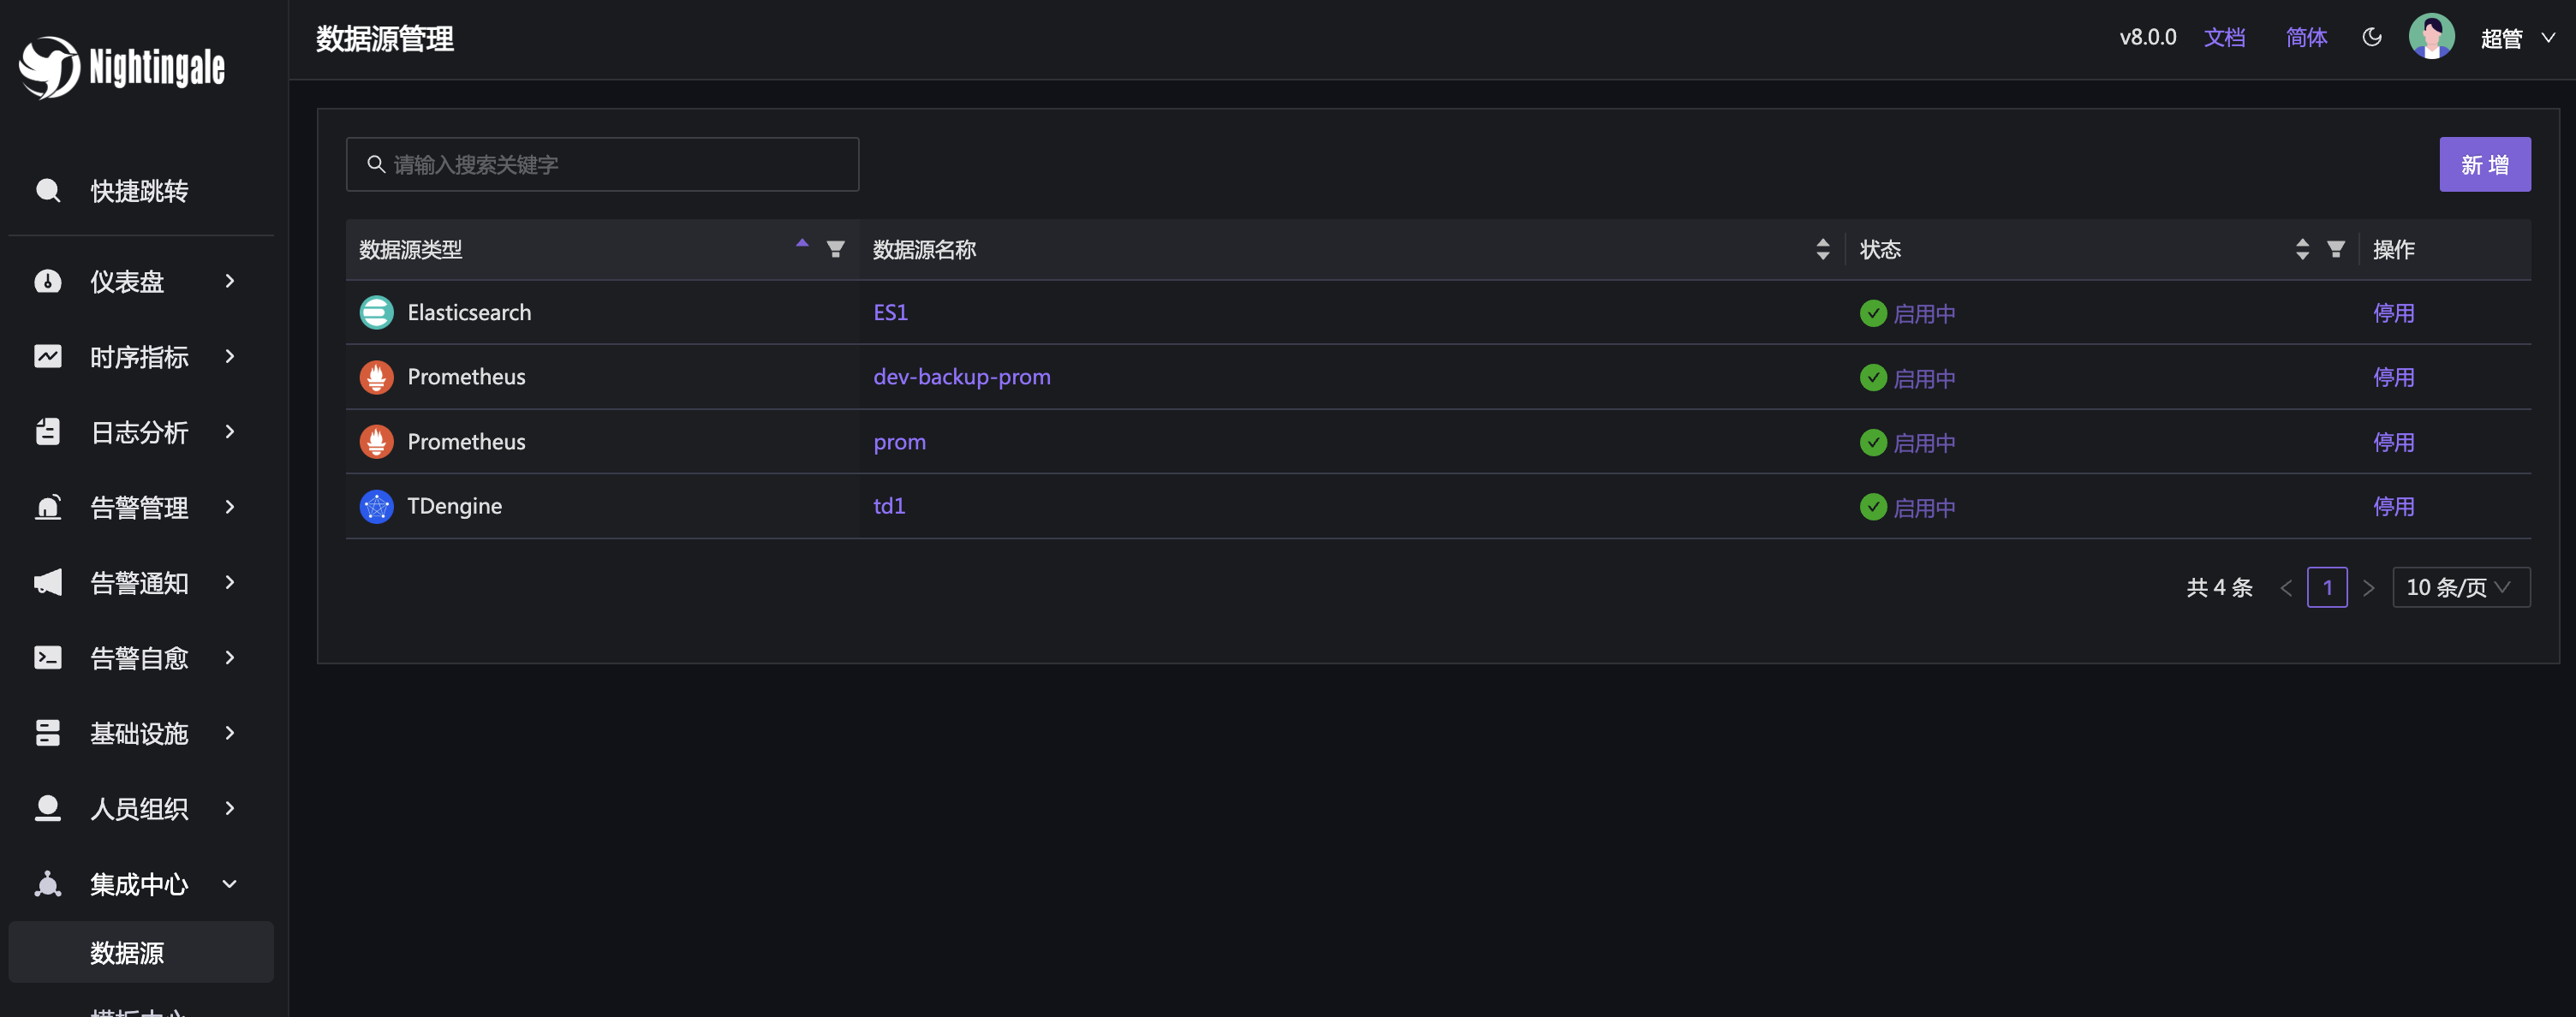 Nightingale
快捷跳转
仪表盘
时序指标
日志分析
告警管理
告警通知
告警自愈
基础设施
人员组织
集成中心
数据源
模板中心
数据源管理
v8.0.0 文档 简体 超管
请输入搜索关键字
新 增
数据源类型 数据源名称 状态 操作
Elasticsearch ES1 启用中 停用
Prometheus dev-backup-prom 启用中 停用
Prometheus prom 启用中 停用
TDengine td1 启用中 停用
共 4 条 1 10 条/页